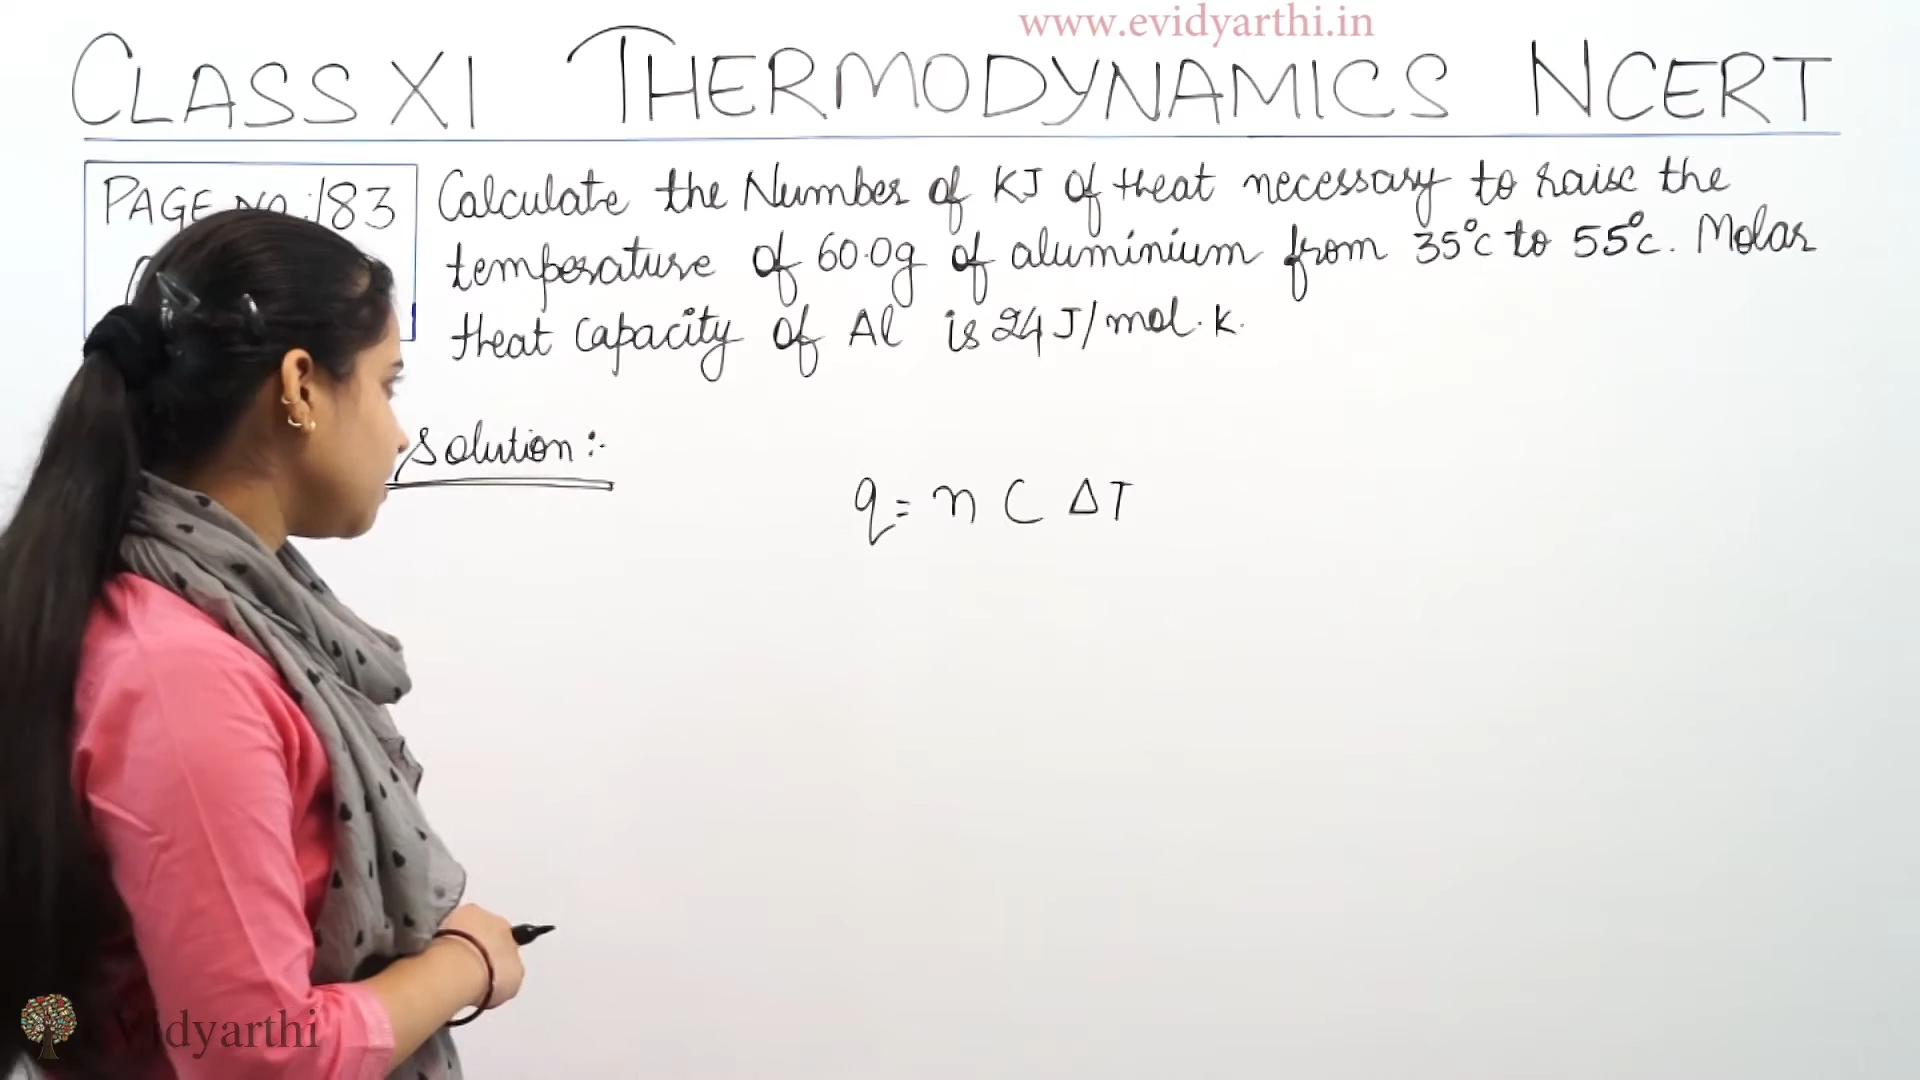 www.evidyarthi.in
CLASS XI THERMODYNAMICS NCERT
PAGE NO.:183
Calculate the Number of KJ of Heat necessary to raise the
temperature of 60.0g of aluminium from 35°C to 55°C. Molar
Heat Capacity of Al is 24 J/mol.K.
Solution :-
q = n C ΔT
Vidyarthi